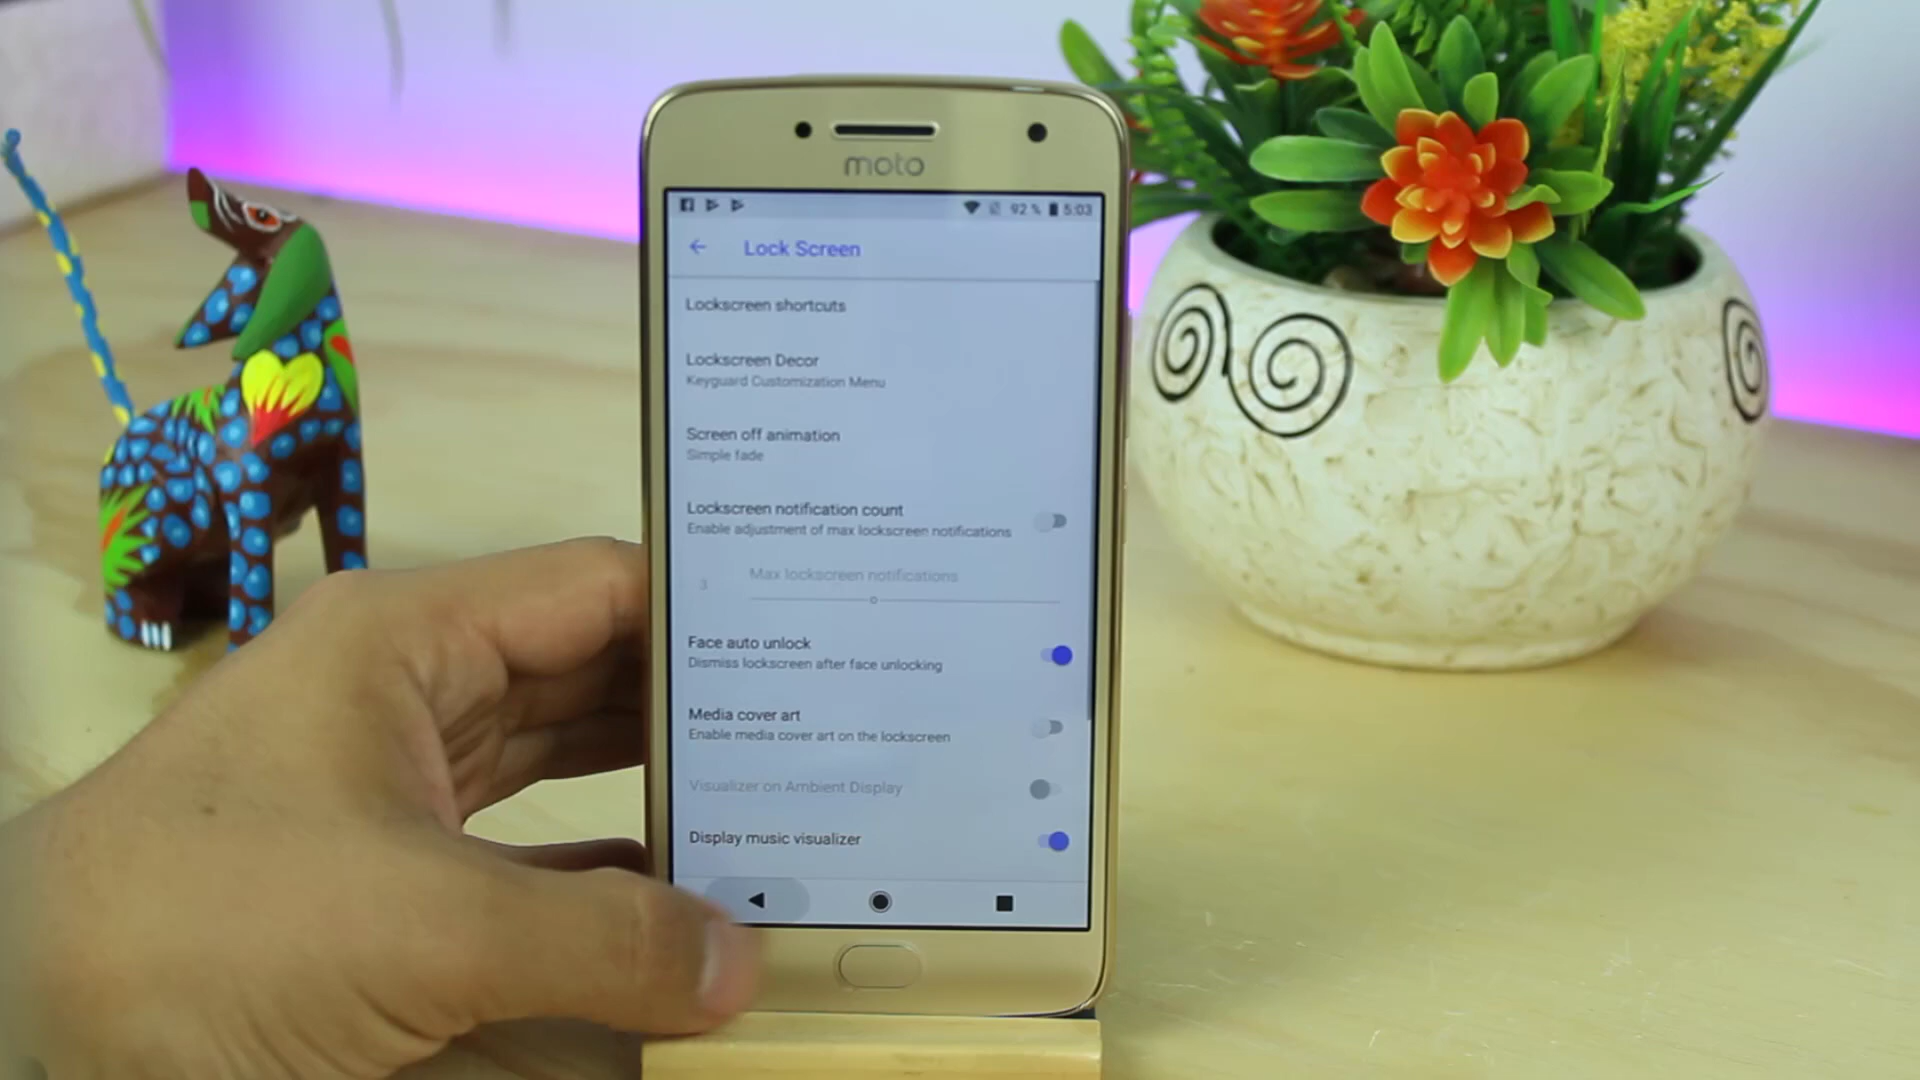 moto
92 %
5:03
Lock Screen
Lockscreen shortcuts
Lockscreen Decor
Keyguard Customization Menu
Screen off animation
Simple fade
Lockscreen notification count
Enable adjustment of max lockscreen notifications
Max lockscreen notifications
3
Face auto unlock
Dismiss lockscreen after face unlocking
Media cover art
Enable media cover art on the lockscreen
Visualizer on Ambient Display
Display music visualizer